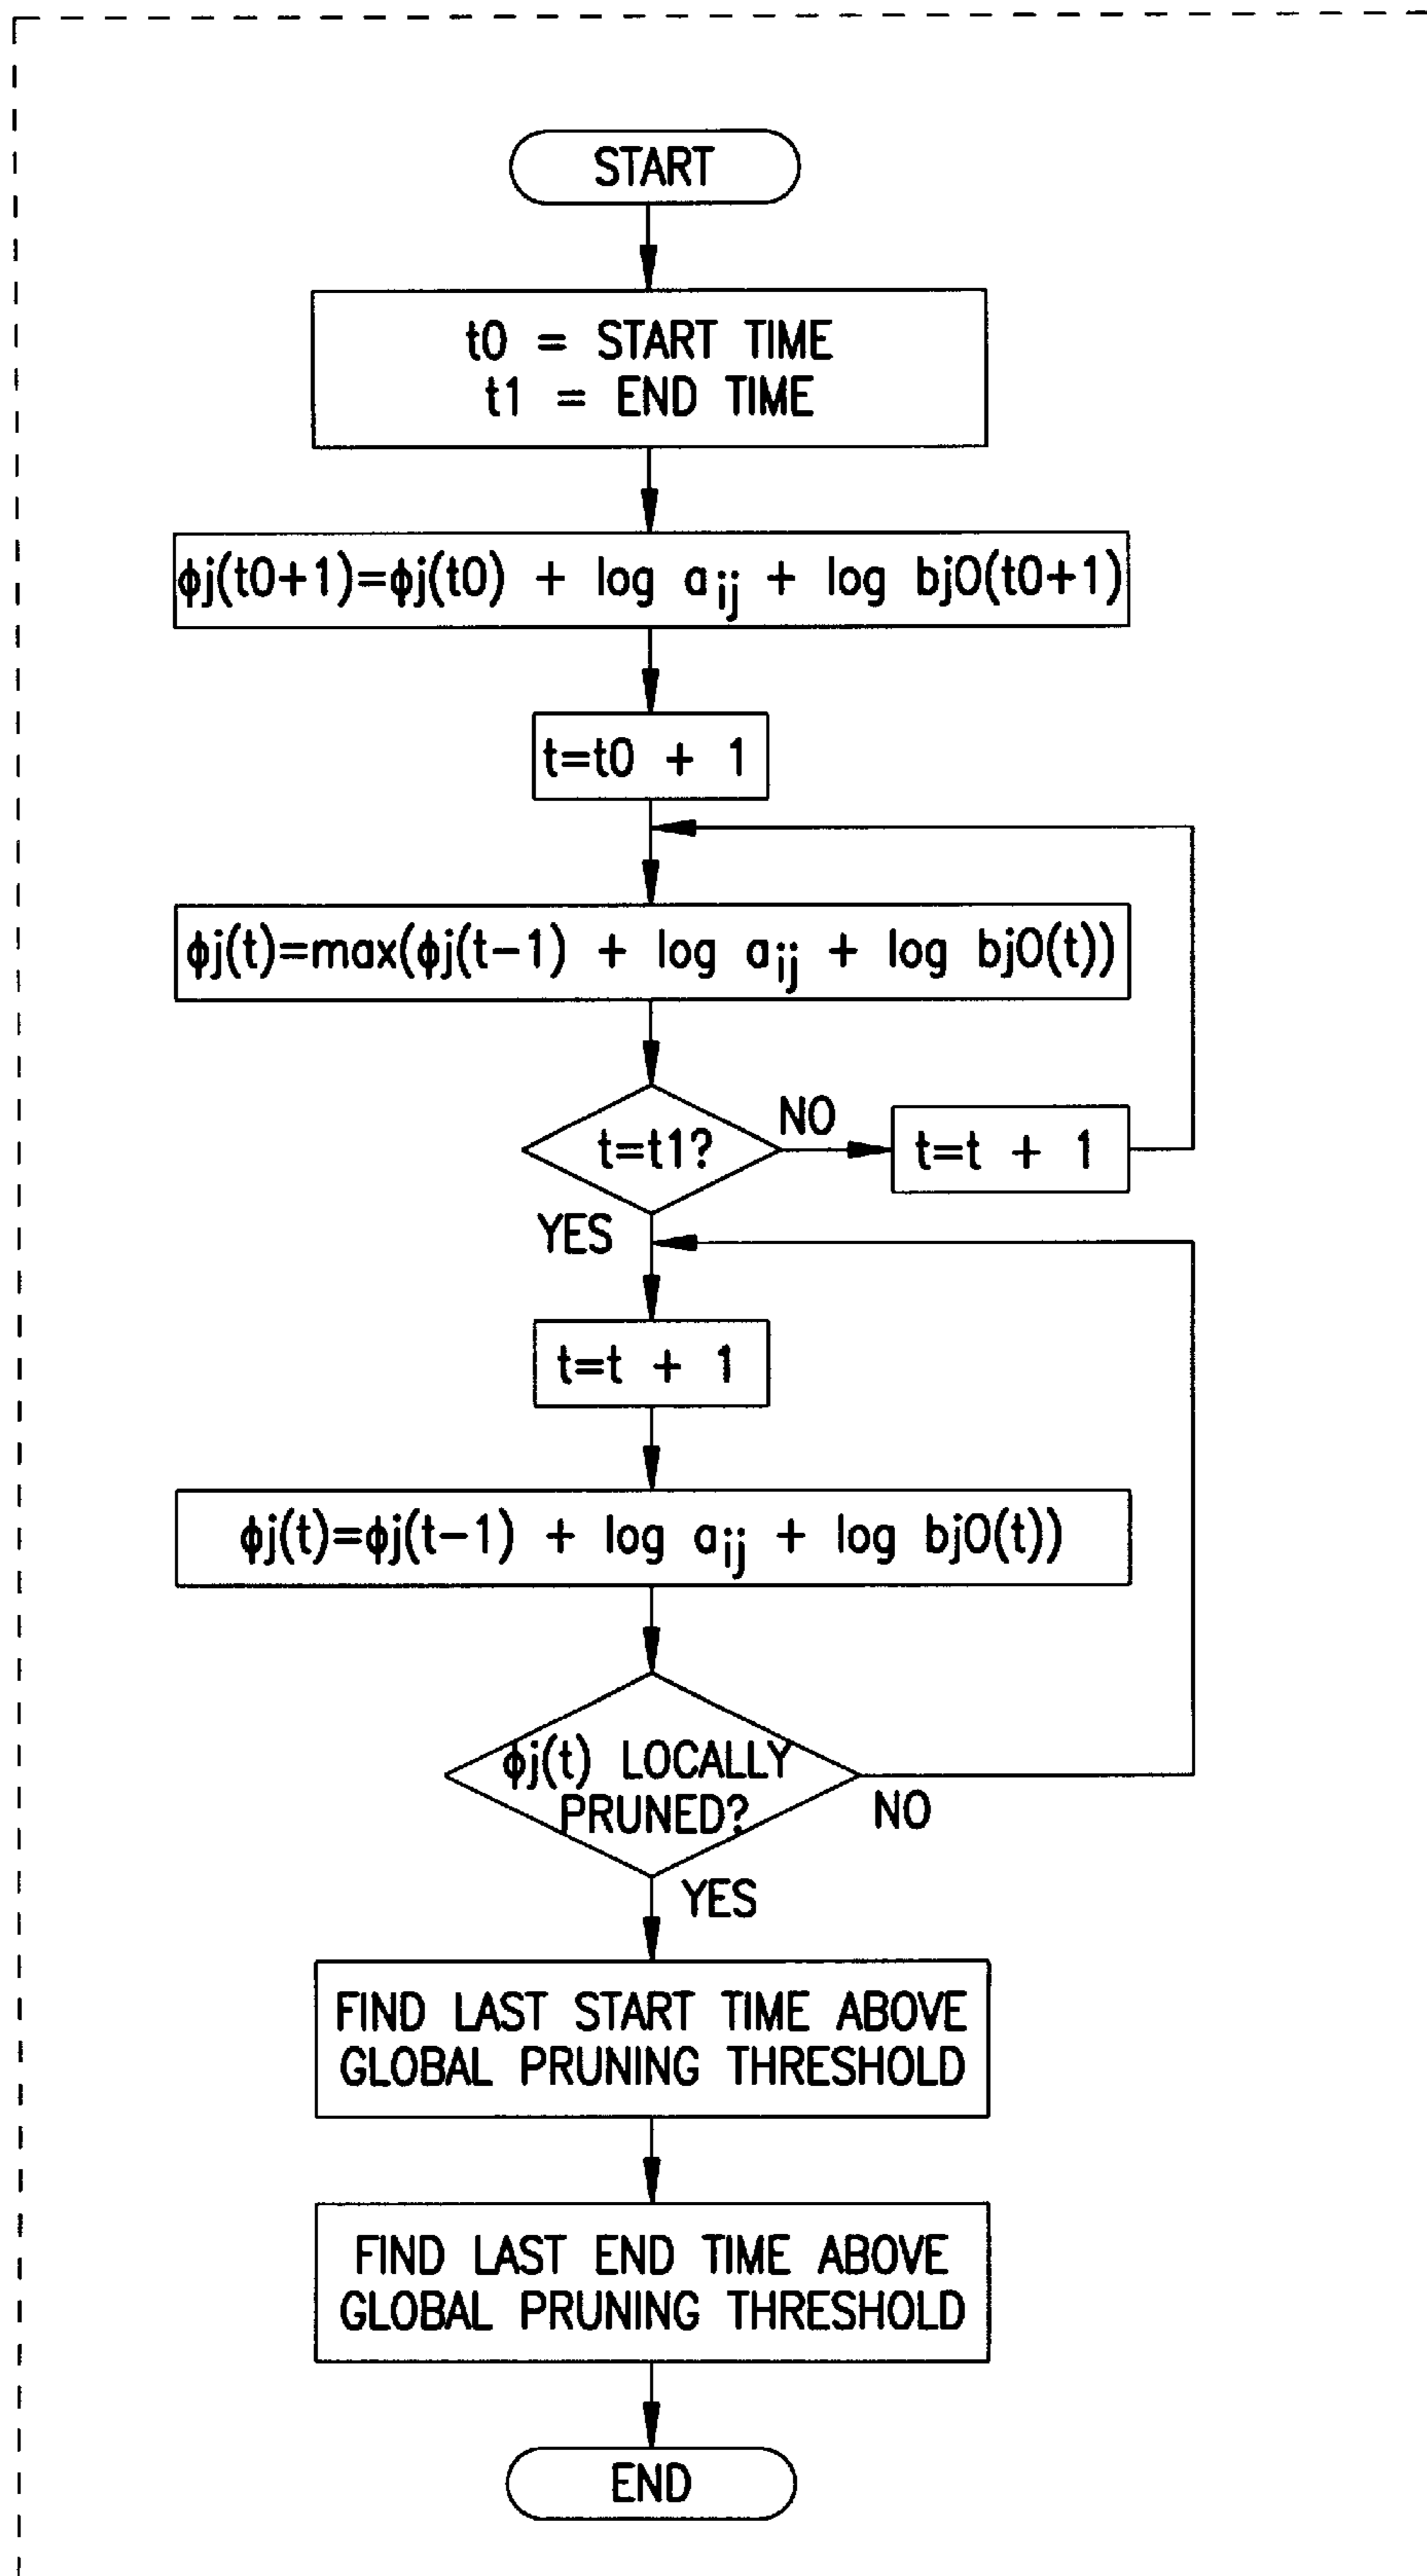 START
t0 = START TIME
t1 = END TIME
ϕj(t0+1)=ϕj(t0) + log aij + log bjO(t0+1)
t=t0 + 1
ϕj(t)=max(ϕj(t-1) + log aij + log bjO(t))
t=t1?
NO
t=t + 1
YES
t=t + 1
ϕj(t)=ϕj(t-1) + log aij + log bjO(t))
ϕj(t) LOCALLY
PRUNED?
NO
YES
FIND LAST START TIME ABOVE
GLOBAL PRUNING THRESHOLD
FIND LAST END TIME ABOVE
GLOBAL PRUNING THRESHOLD
END